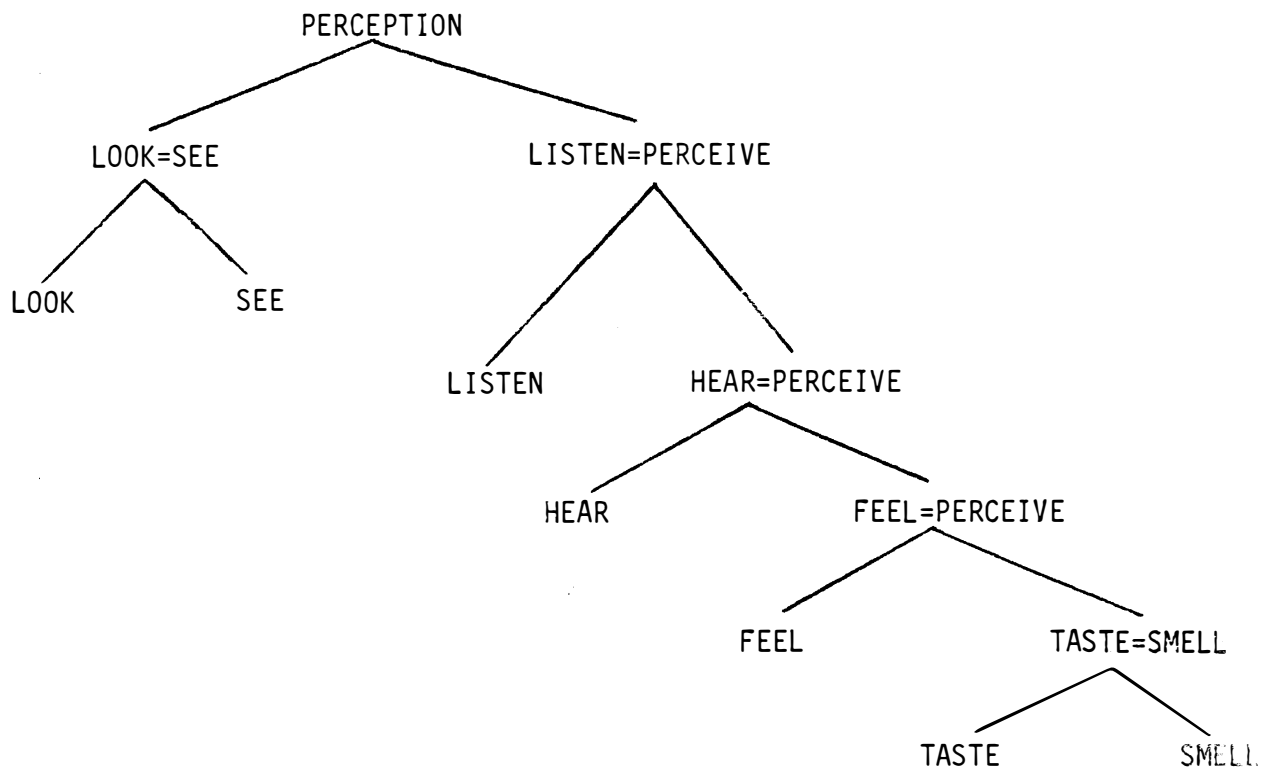 PERCEPTION
LOOK=SEE LISTEN=PERCEIVE
LOOK SEE
LISTEN HEAR=PERCEIVE
HEAR FEEL=PERCEIVE
FEEL TASTE=SMELL
TASTE SMELL